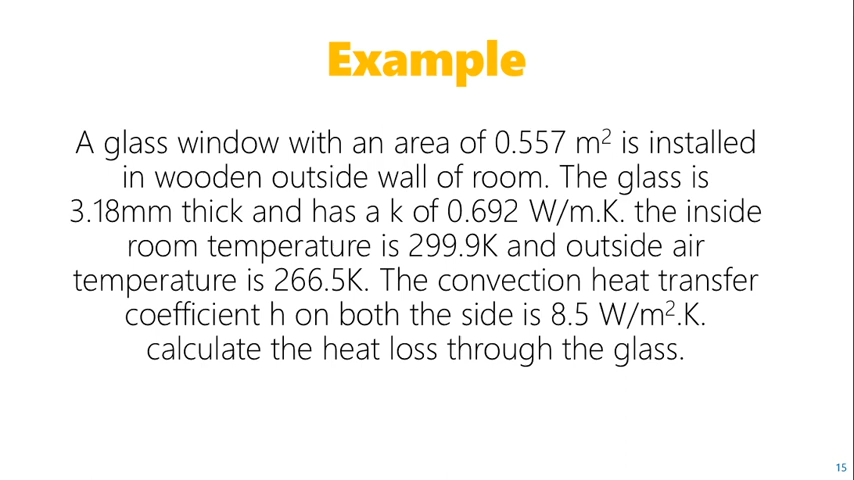 Example
A glass window with an area of 0.557 m² is installed
in wooden outside wall of room. The glass is
3.18mm thick and has a k of 0.692 W/m.K. the inside
room temperature is 299.9K and outside air
temperature is 266.5K. The convection heat transfer
coefficient h on both the side is 8.5 W/m².K.
calculate the heat loss through the glass.
15